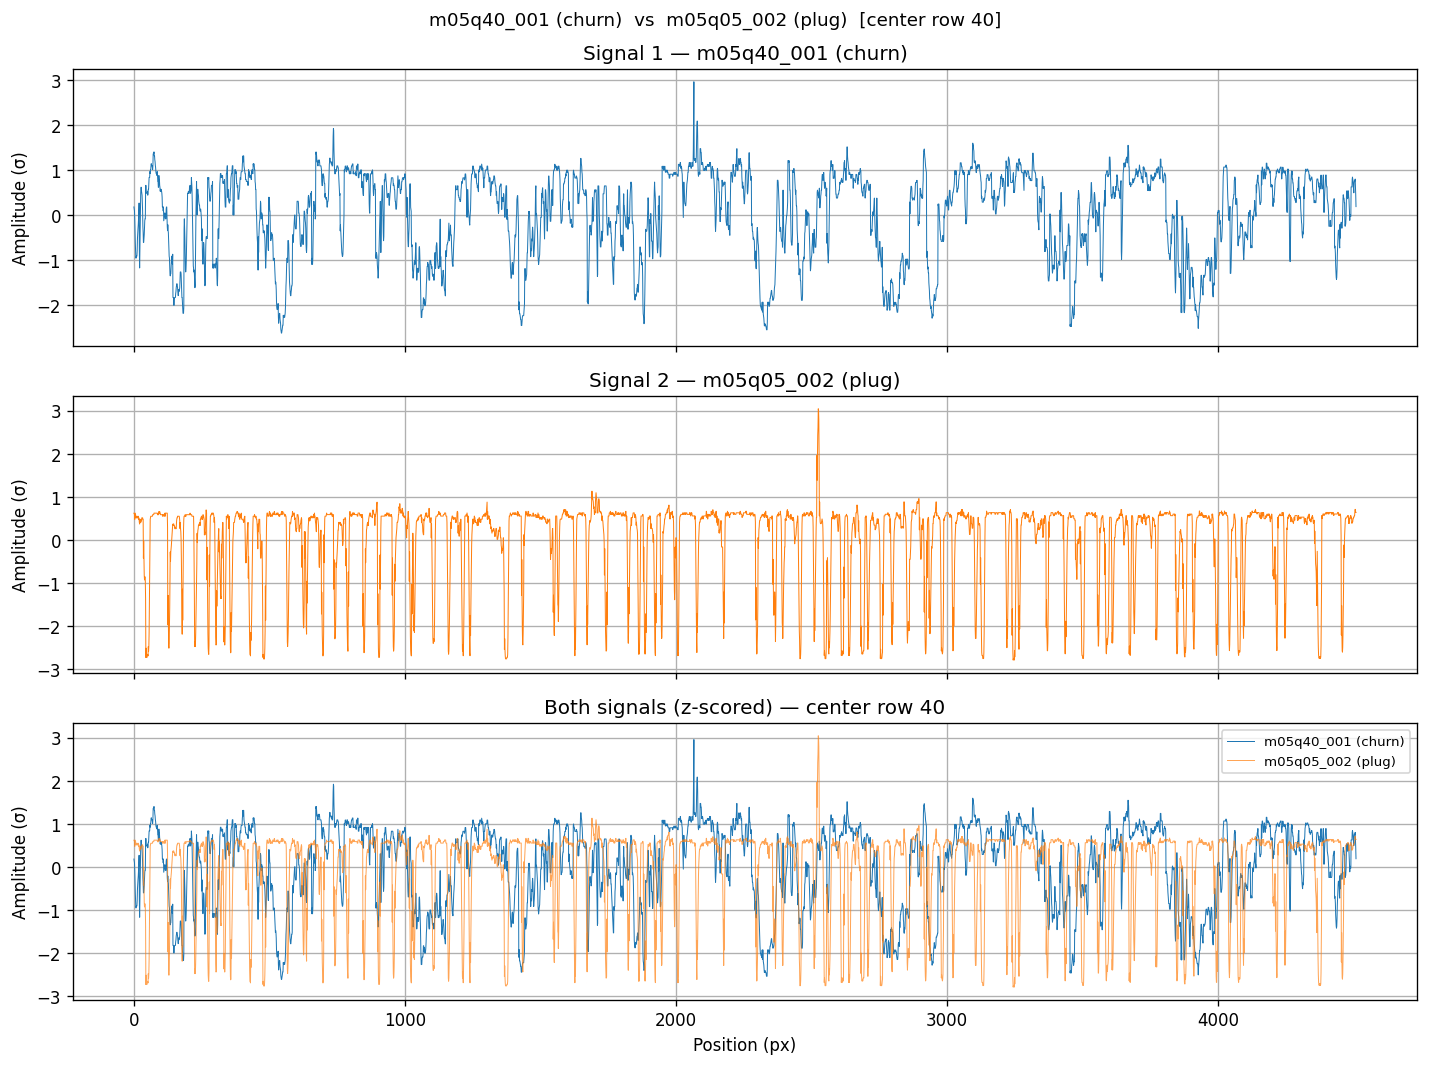 m05q40_001 (churn)  vs  m05q05_002 (plug)  [center row 40]
Signal 1 — m05q40_001 (churn)
Amplitude (σ)
3
2
1
0
−1
−2
Signal 2 — m05q05_002 (plug)
Amplitude (σ)
3
2
1
0
−1
−2
−3
Both signals (z-scored) — center row 40
m05q40_001 (churn)
m05q05_002 (plug)
Amplitude (σ)
3
2
1
0
−1
−2
−3
0 1000 2000 3000 4000
Position (px)